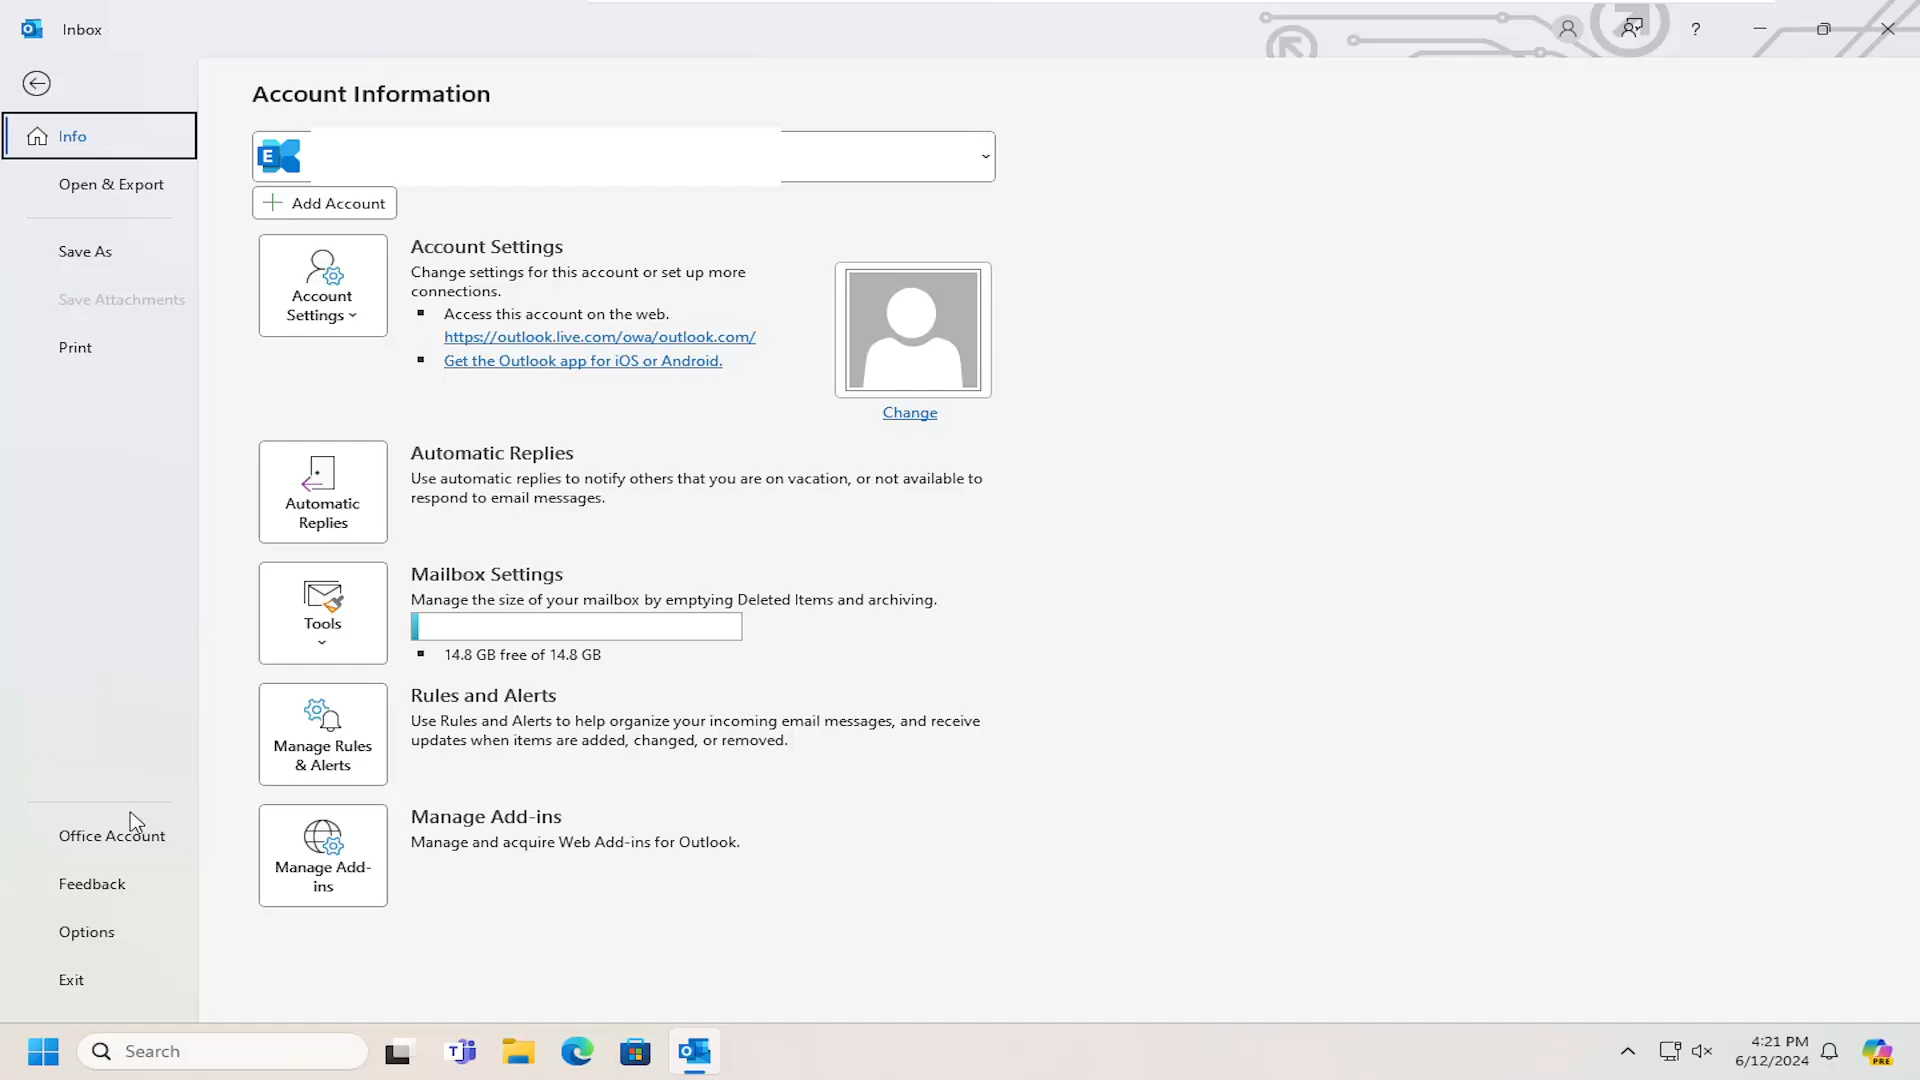 Inbox
?
Account Information
Info
Open & Export
Add Account
Save As
Account Settings
Change settings for this account or set up more
connections.
Account
Settings
Access this account on the web.
https://outlook.live.com/owa/outlook.com/
Get the Outlook app for iOS or Android.
Save Attachments
Print
Change
Automatic Replies
Use automatic replies to notify others that you are on vacation, or not available to
respond to email messages.
Automatic
Replies
Mailbox Settings
Manage the size of your mailbox by emptying Deleted Items and archiving.
Tools
14.8 GB free of 14.8 GB
Rules and Alerts
Use Rules and Alerts to help organize your incoming email messages, and receive
updates when items are added, changed, or removed.
Manage Rules
& Alerts
Manage Add-ins
Manage and acquire Web Add-ins for Outlook.
Manage Add-
ins
Office Account
Feedback
Options
Exit
Search
4:21 PM
6/12/2024
PRE